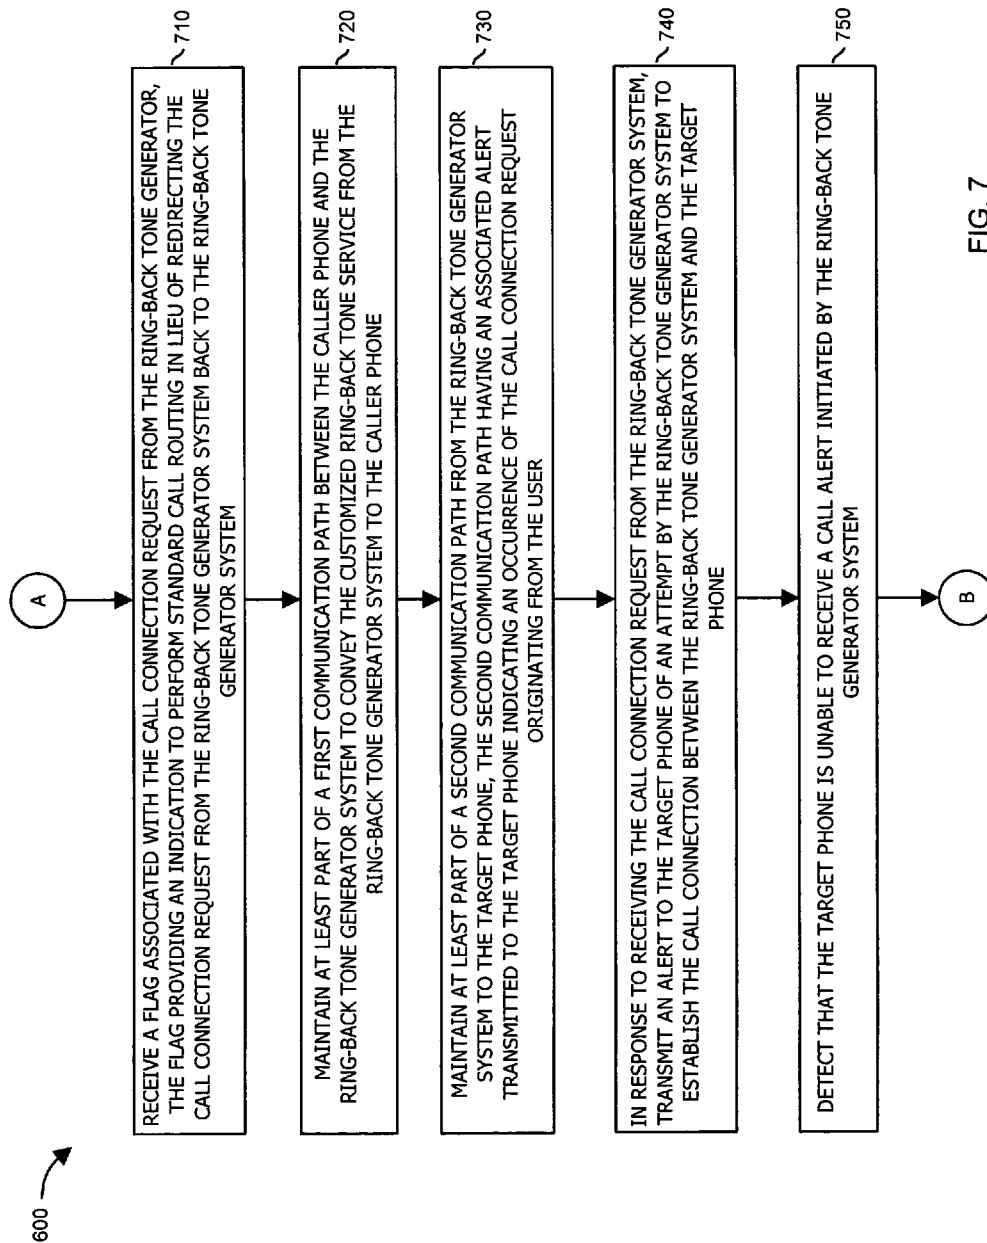 600
A
RECEIVE A FLAG ASSOCIATED WITH THE CALL CONNECTION REQUEST FROM THE RING-BACK TONE GENERATOR,
THE FLAG PROVIDING AN INDICATION TO PERFORM STANDARD CALL ROUTING IN LIEU OF REDIRECTING THE
CALL CONNECTION REQUEST FROM THE RING-BACK TONE GENERATOR SYSTEM BACK TO THE RING-BACK TONE
GENERATOR SYSTEM
710
MAINTAIN AT LEAST PART OF A FIRST COMMUNICATION PATH BETWEEN THE CALLER PHONE AND THE
RING-BACK TONE GENERATOR SYSTEM TO CONVEY THE CUSTOMIZED RING-BACK TONE SERVICE FROM THE
RING-BACK TONE GENERATOR SYSTEM TO THE CALLER PHONE
720
MAINTAIN AT LEAST PART OF A SECOND COMMUNICATION PATH FROM THE RING-BACK TONE GENERATOR
SYSTEM TO THE TARGET PHONE, THE SECOND COMMUNICATION PATH HAVING AN ASSOCIATED ALERT
TRANSMITTED TO THE TARGET PHONE INDICATING AN OCCURRENCE OF THE CALL CONNECTION REQUEST
ORIGINATING FROM THE USER
730
IN RESPONSE TO RECEIVING THE CALL CONNECTION REQUEST FROM THE RING-BACK TONE GENERATOR SYSTEM,
TRANSMIT AN ALERT TO THE TARGET PHONE OF AN ATTEMPT BY THE RING-BACK TONE GENERATOR SYSTEM TO
ESTABLISH THE CALL CONNECTION BETWEEN THE RING-BACK TONE GENERATOR SYSTEM AND THE TARGET
PHONE
740
DETECT THAT THE TARGET PHONE IS UNABLE TO RECEIVE A CALL ALERT INITIATED BY THE RING-BACK TONE
GENERATOR SYSTEM
750
B
FIG. 7